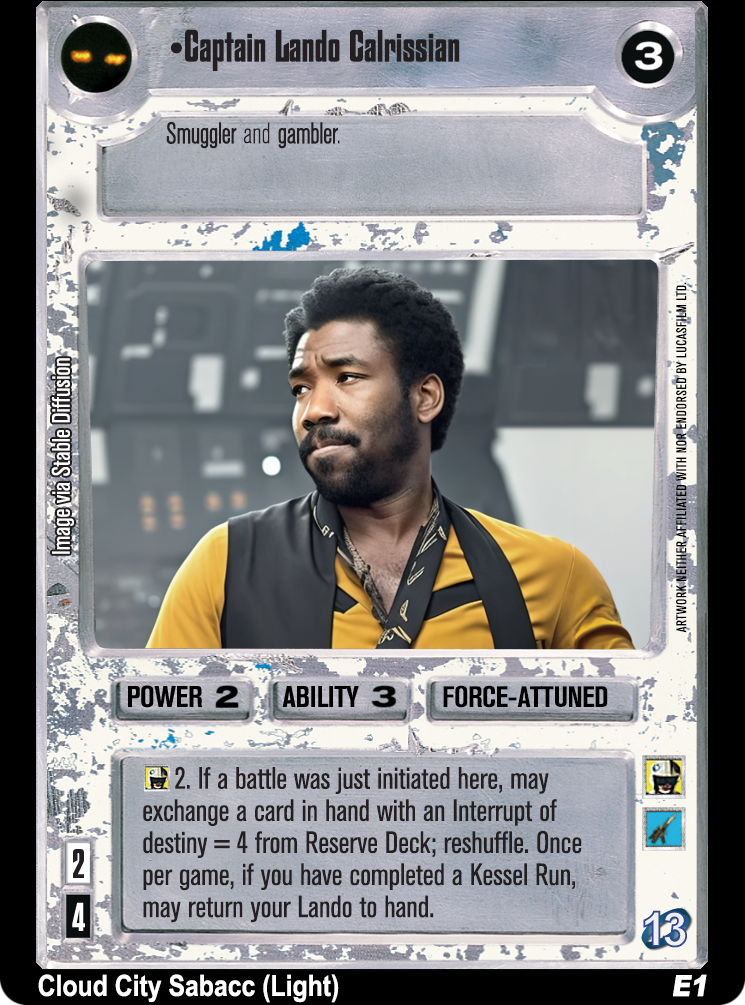 •Captain Lando Calrissian
3
Smuggler and gambler.
Image via Stable Diffusion
ARTWORK NEITHER AFFILIATED WITH NOR ENDORSED BY LUCASFILM LTD.
POWER 2
ABILITY 3
FORCE-ATTUNED
2. If a battle was just initiated here, may
exchange a card in hand with an Interrupt of
destiny = 4 from Reserve Deck; reshuffle. Once
per game, if you have completed a Kessel Run,
may return your Lando to hand.
2
4
13
Cloud City Sabacc (Light)
E1